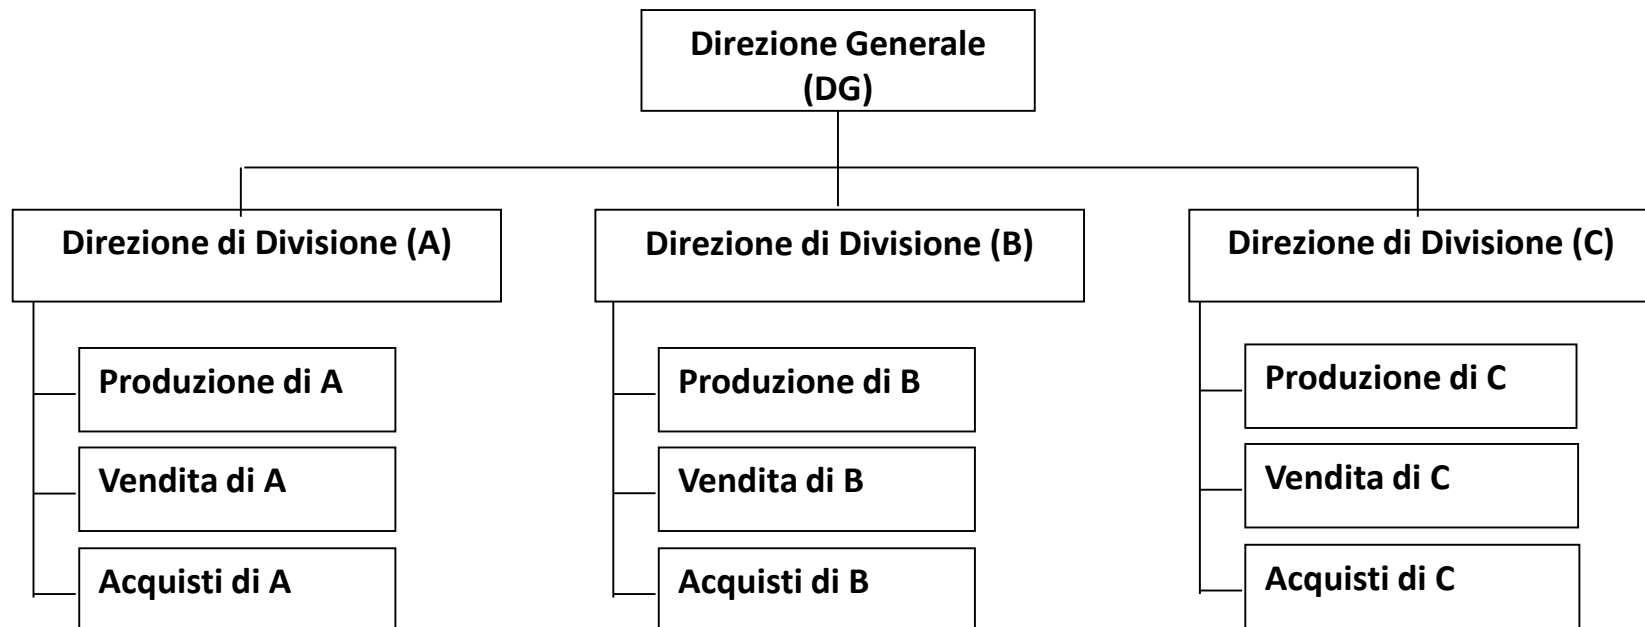 Direzione Generale
(DG)
Direzione di Divisione (A)
Direzione di Divisione (B)
Direzione di Divisione (C)
Produzione di A
Produzione di B
Produzione di C
Vendita di A
Vendita di B
Vendita di C
Acquisti di A
Acquisti di B
Acquisti di C